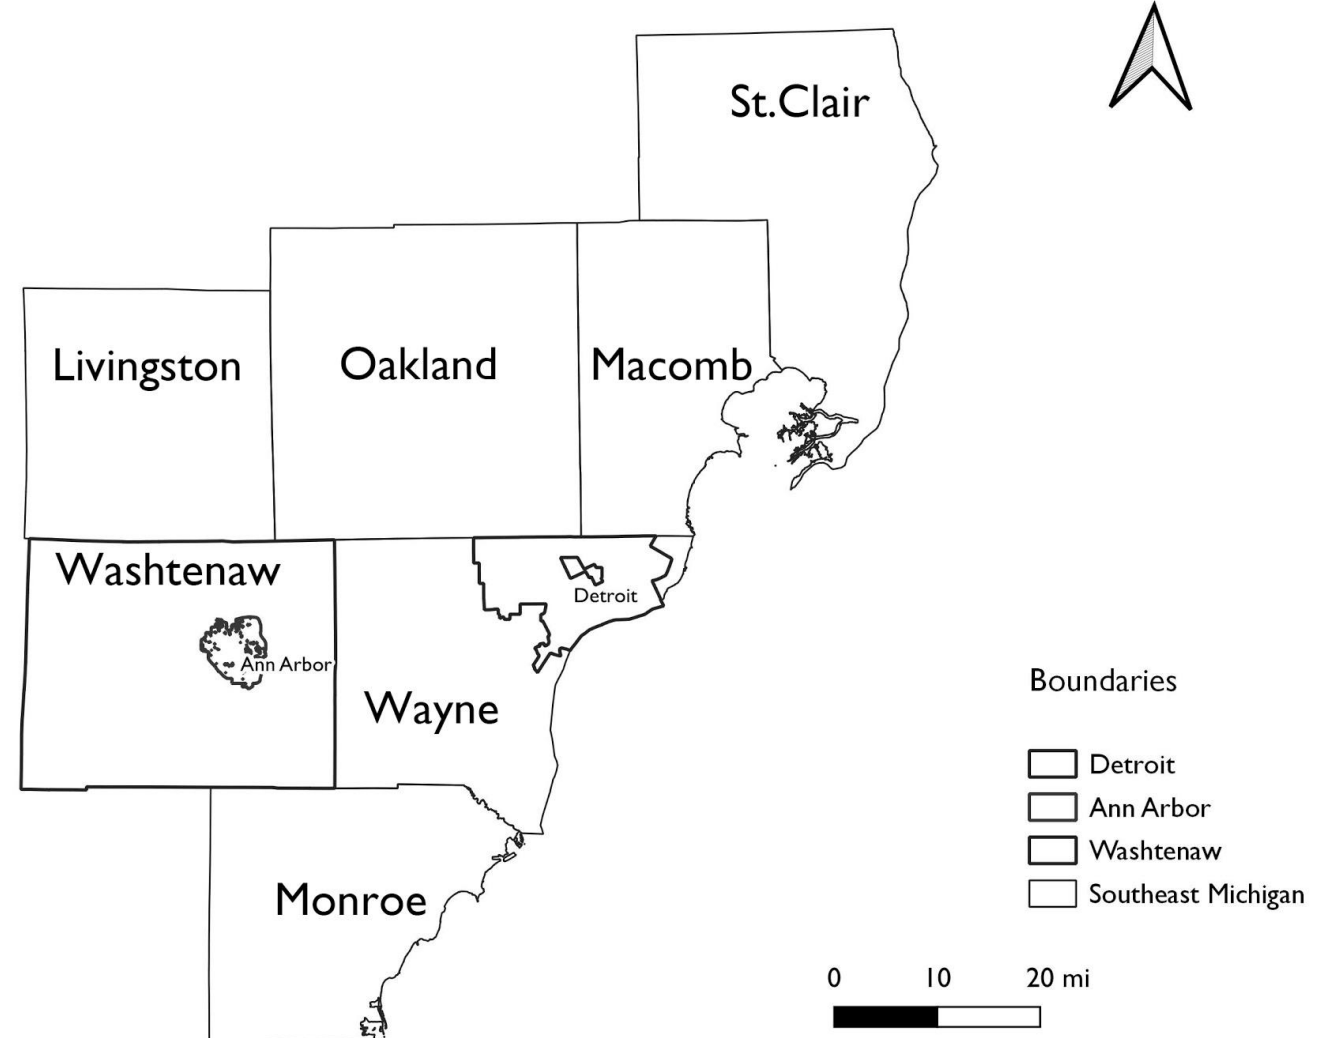 St.Clair
Livingston
Oakland
Macomb
Washtenaw
Detroit
Ann Arbor
Wayne
Monroe
Boundaries
Detroit
Ann Arbor
Washtenaw
Southeast Michigan
0 10 20 mi